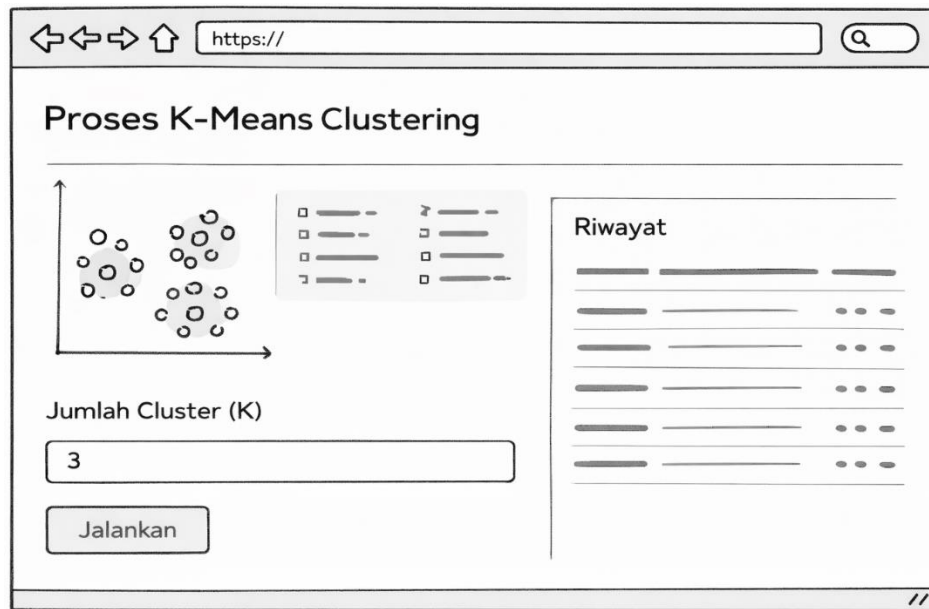 https://
Proses K-Means Clustering
Riwayat
Jumlah Cluster (K)
3
Jalankan